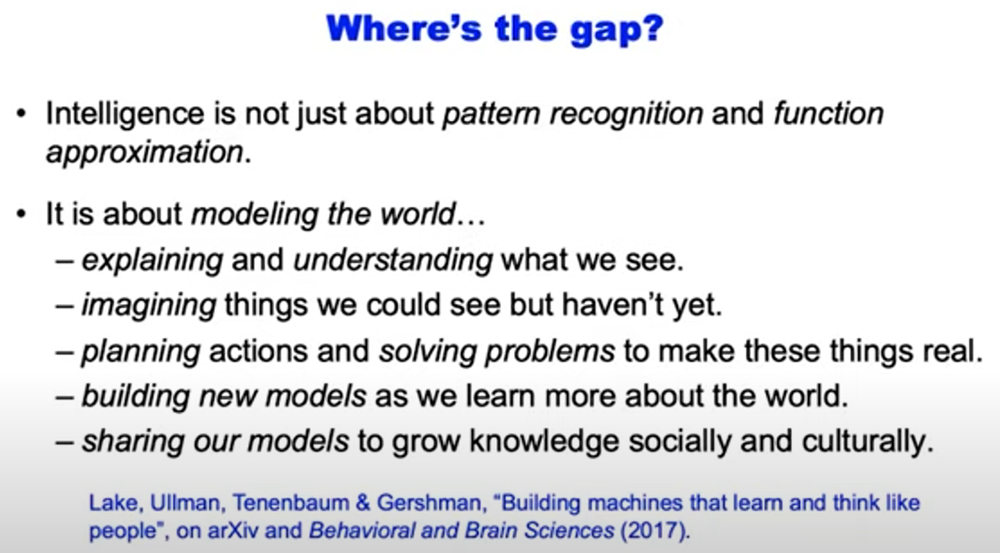 Where's the gap?
• Intelligence is not just about pattern recognition and function
approximation.
• It is about modeling the world…
– explaining and understanding what we see.
– imagining things we could see but haven't yet.
– planning actions and solving problems to make these things real.
– building new models as we learn more about the world.
– sharing our models to grow knowledge socially and culturally.
Lake, Ullman, Tenenbaum & Gershman, “Building machines that learn and think like
people”, on arXiv and Behavioral and Brain Sciences (2017).